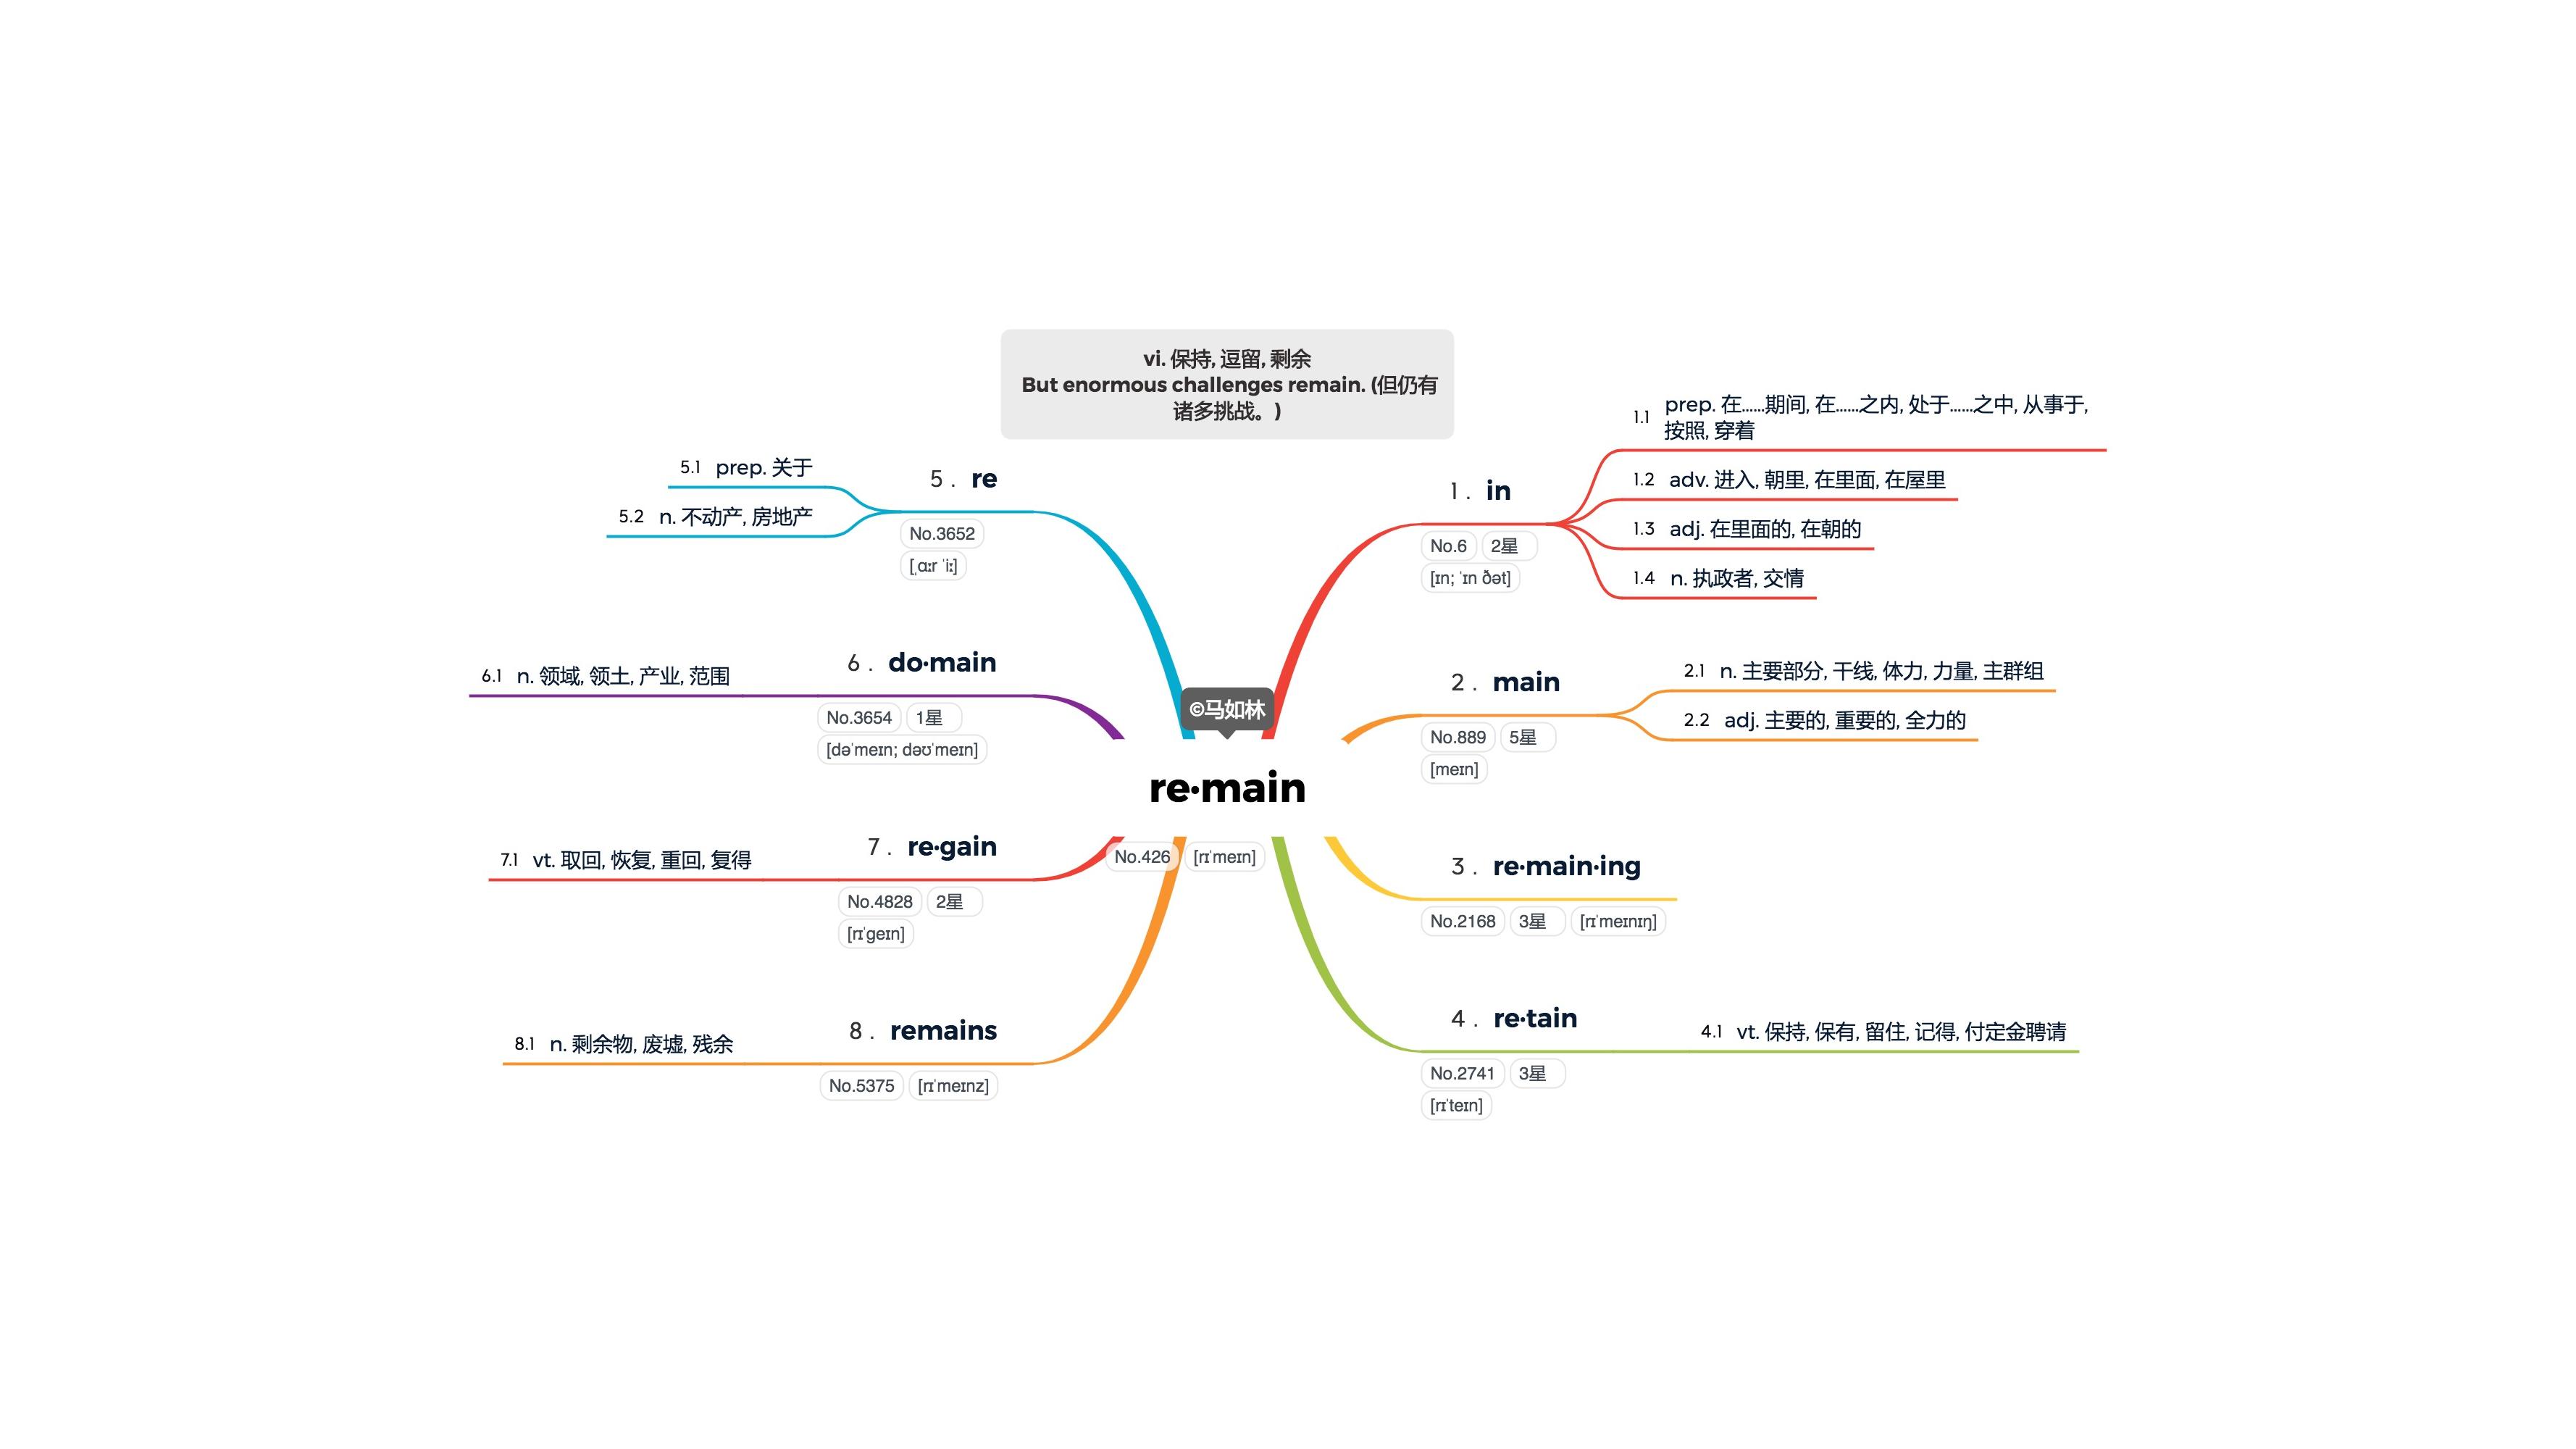 vi. 保持, 逗留, 剩余
But enormous challenges remain. (但仍有
诸多挑战。)
©马如林
re·main
No.426 [rɪˈmeɪn]
1 . in
No.6 2星
[ɪn; ˈɪn ðət]
1.1 prep. 在……期间, 在……之内, 处于……之中, 从事于,
按照, 穿着
1.2 adv. 进入, 朝里, 在里面, 在屋里
1.3 adj. 在里面的, 在朝的
1.4 n. 执政者, 交情
2 . main
No.889 5星
[meɪn]
2.1 n. 主要部分, 干线, 体力, 力量, 主群组
2.2 adj. 主要的, 重要的, 全力的
3 . re·main·ing
No.2168 3星 [rɪˈmeɪnɪŋ]
4 . re·tain
No.2741 3星
[rɪˈteɪn]
4.1 vt. 保持, 保有, 留住, 记得, 付定金聘请
5 . re
No.3652
[ˌɑːr ˈiː]
5.1 prep. 关于
5.2 n. 不动产, 房地产
6 . do·main
No.3654 1星
[dəˈmeɪn; dəʊˈmeɪn]
6.1 n. 领域, 领土, 产业, 范围
7 . re·gain
No.4828 2星
[rɪˈgeɪn]
7.1 vt. 取回, 恢复, 重回, 复得
8 . remains
No.5375 [rɪˈmeɪnz]
8.1 n. 剩余物, 废墟, 残余